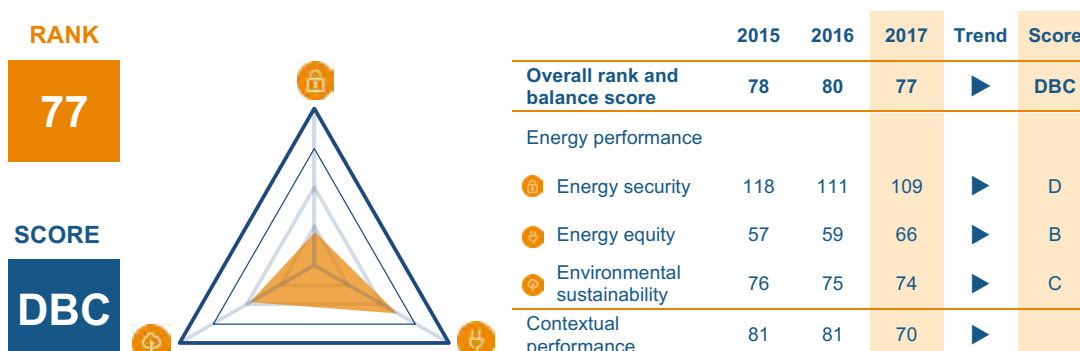 RANK
77
SCORE
DBC
2015 2016 2017 Trend Score
Overall rank and
balance score 78 80 77 DBC
Energy performance
Energy security 118 111 109 D
Energy equity 57 59 66 B
Environmental
sustainability 76 75 74 C
Contextual
performance 81 81 70